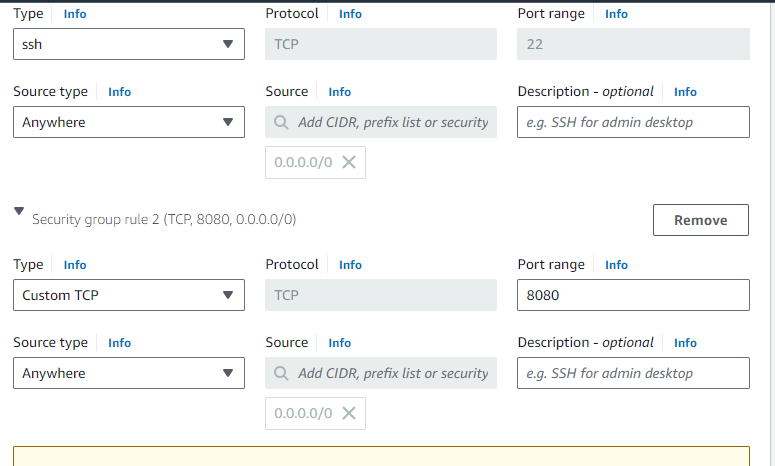 Type Info Protocol Info Port range Info
ssh TCP 22
Source type Info Source Info Description - optional Info
Anywhere Add CIDR, prefix list or security e.g. SSH for admin desktop
0.0.0.0/0
Security group rule 2 (TCP, 8080, 0.0.0.0/0) Remove
Type Info Protocol Info Port range Info
Custom TCP TCP 8080
Source type Info Source Info Description - optional Info
Anywhere Add CIDR, prefix list or security e.g. SSH for admin desktop
0.0.0.0/0